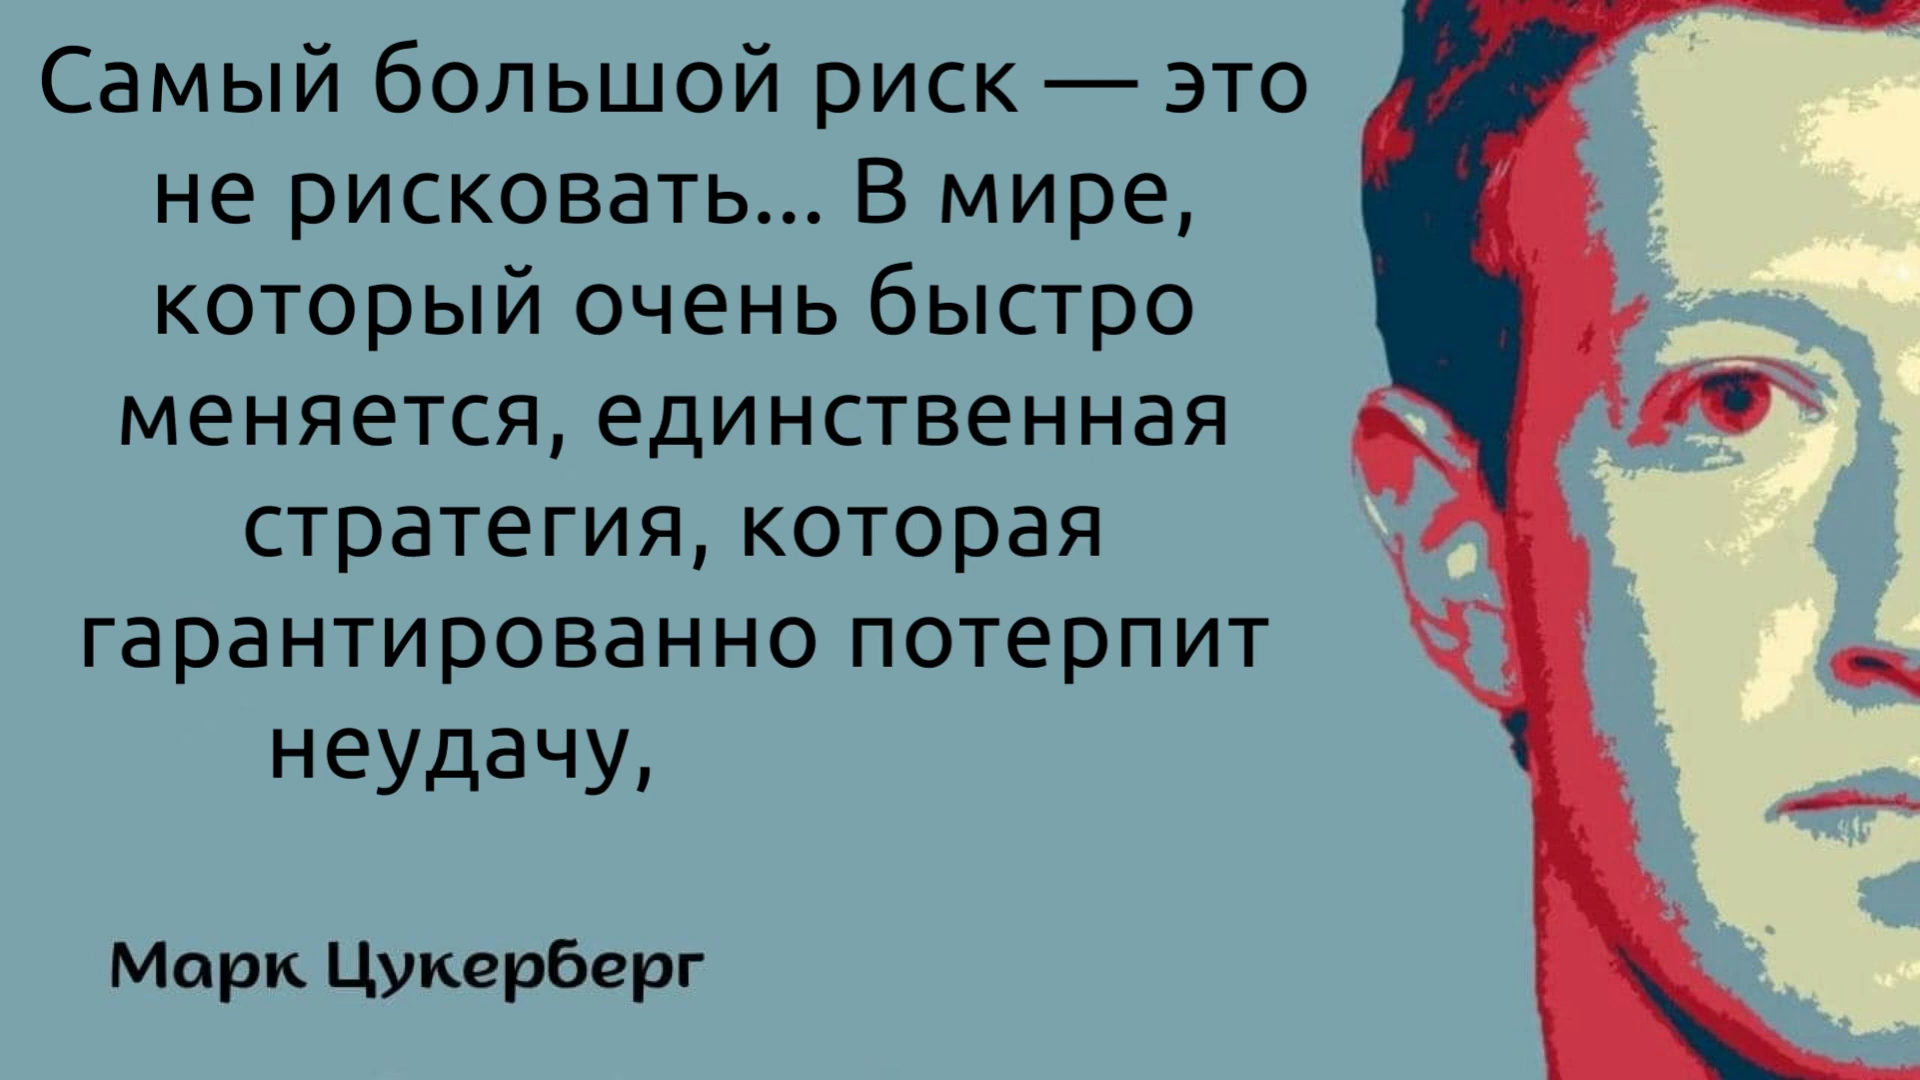 Самый большой риск — это
не рисковать... В мире,
который очень быстро
меняется, единственная
стратегия, которая
гарантированно потерпит
неудачу,
Марк Цукерберг